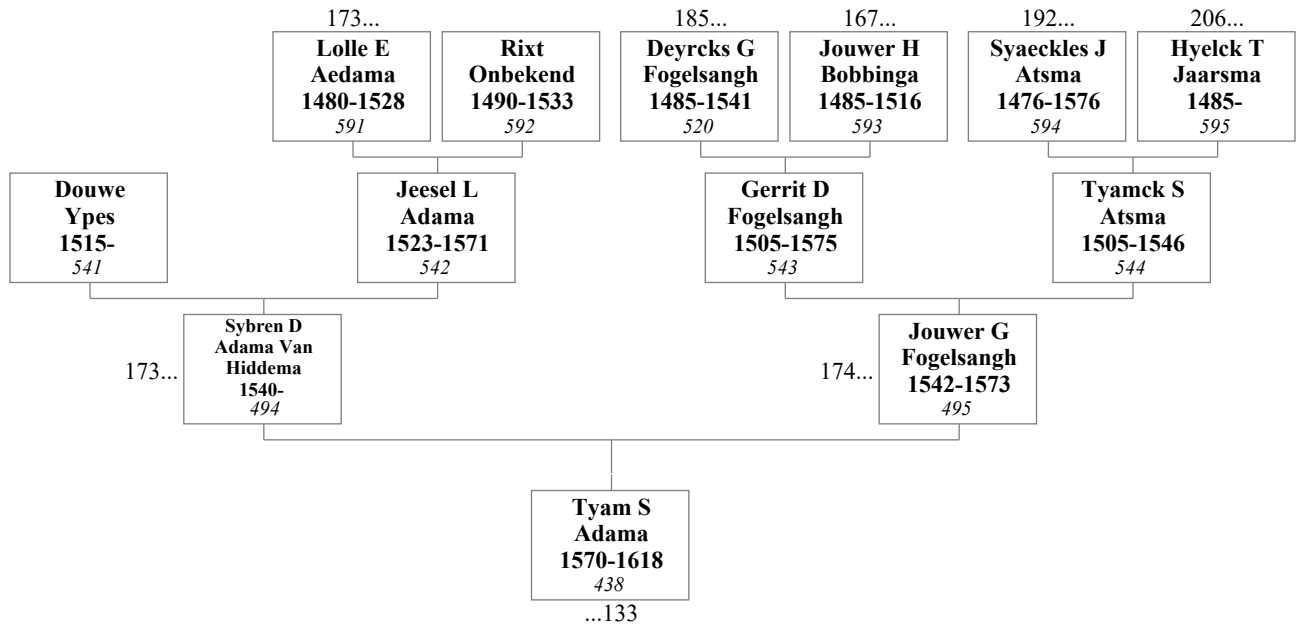 173...
185...
167...
192...
206...
Lolle E
Aedama
1480-1528
591
Rixt
Onbekend
1490-1533
592
Deyrcks G
Fogelsangh
1485-1541
520
Jouwer H
Bobbinga
1485-1516
593
Syaeckles J
Atsma
1476-1576
594
Hyelck T
Jaarsma
1485-
595
Douwe
Ypes
1515-
541
Jeesel L
Adama
1523-1571
542
Gerrit D
Fogelsangh
1505-1575
543
Tyamck S
Atsma
1505-1546
544
173...
Sybren D
Adama Van
Hiddema
1540-
494
174...
Jouwer G
Fogelsangh
1542-1573
495
Tyam S
Adama
1570-1618
438
...133